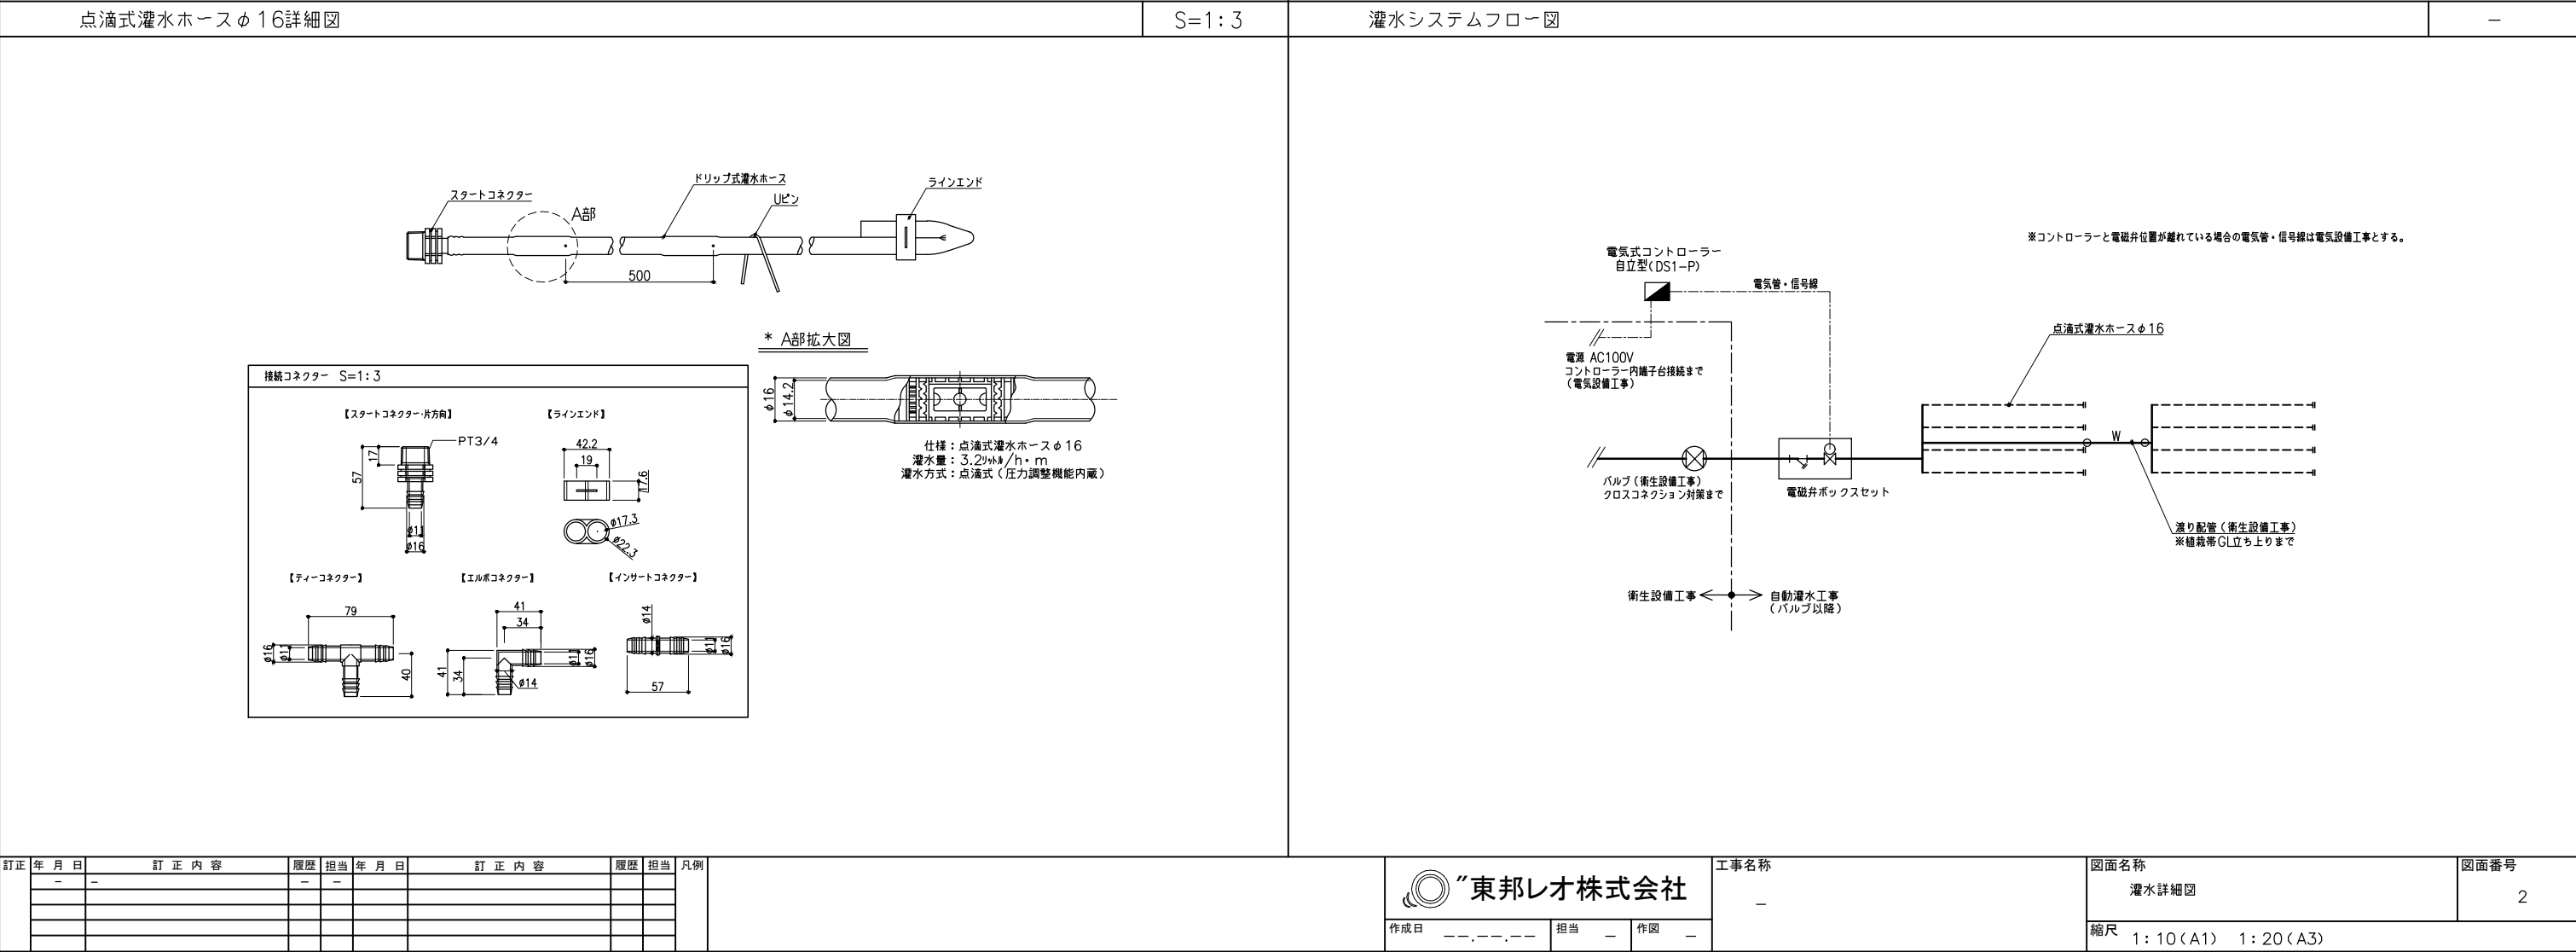 点滴式灌水ホースφ16詳細図
S=1:3
スタートコネクター
A部
ドリップ式灌水ホース
Uピン
ラインエンド
500
* A部拡大図
φ16
φ14.2
仕様：点滴式灌水ホースφ16
灌水量：3.2リットル/h・m
灌水方式：点滴式（圧力調整機能内蔵）
接続コネクター S=1:3
【スタートコネクター・片方向】
PT3/4
17
57
φ11
φ16
【ラインエンド】
42.2
19
17.6
φ17.3
φ22.3
【ティーコネクター】
79
φ16
φ11
40
【エルボコネクター】
41
34
41
34
φ11
φ16
φ14
【インサートコネクター】
φ14
φ11
φ16
57
灌水システムフロー図
−
※コントローラーと電磁弁位置が離れている場合の電気管・信号線は電気設備工事とする。
電気式コントローラー
自立型(DS1-P)
電気管・信号線
電源 AC100V
コントローラー内端子台接続まで
（電気設備工事）
点滴式灌水ホースφ16
W
バルブ（衛生設備工事）
クロスコネクション対策まで
電磁弁ボックスセット
渡り配管（衛生設備工事）
※植栽帯GL立ち上りまで
衛生設備工事
自動灌水工事
（バルブ以降）
訂正 年 月 日 訂 正 内 容 履歴 担当 年 月 日 訂 正 内 容 履歴 担当 凡例
− − − −
〃東邦レオ株式会社
作成日 −−.−−.−− 担当 − 作図 −
工事名称
−
図面名称
灌水詳細図
図面番号
2
縮尺 1:10(A1) 1:20(A3)